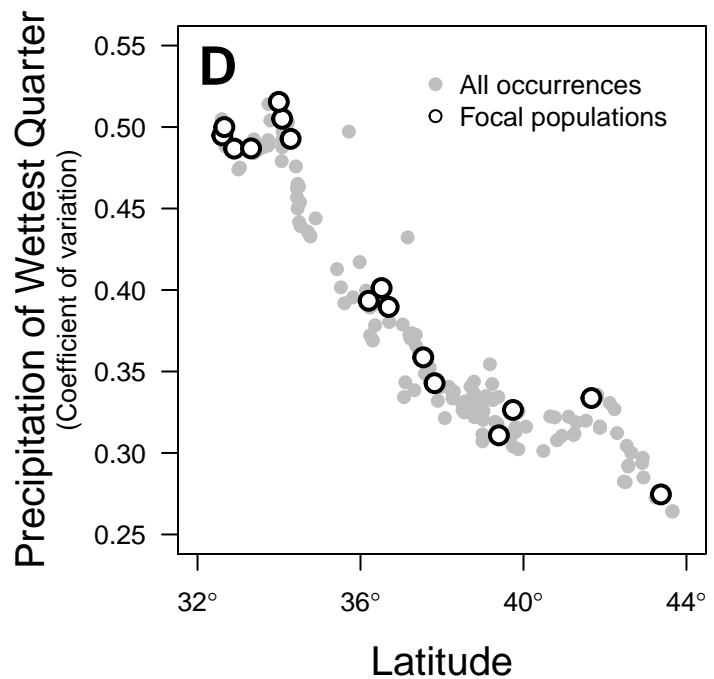 D
All occurrences
Focal populations
Precipitation of Wettest Quarter
(Coefficient of variation)
0.55
0.50
0.45
0.40
0.35
0.30
0.25
32° 36° 40° 44°
Latitude